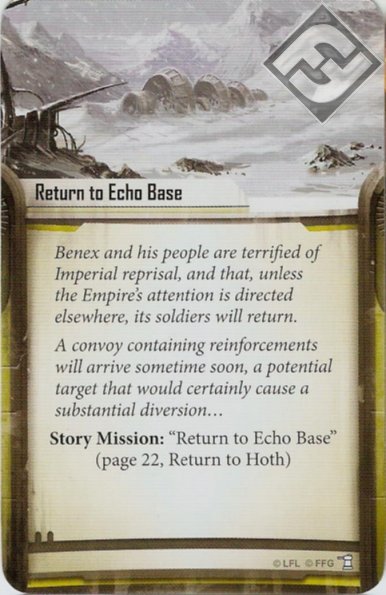 Return to Echo Base
Benex and his people are terrified of
Imperial reprisal, and that, unless
the Empire's attention is directed
elsewhere, its soldiers will return.
A convoy containing reinforcements
will arrive sometime soon, a potential
target that would certainly cause a
substantial diversion…
Story Mission: “Return to Echo Base”
(page 22, Return to Hoth)
© LFL © FFG